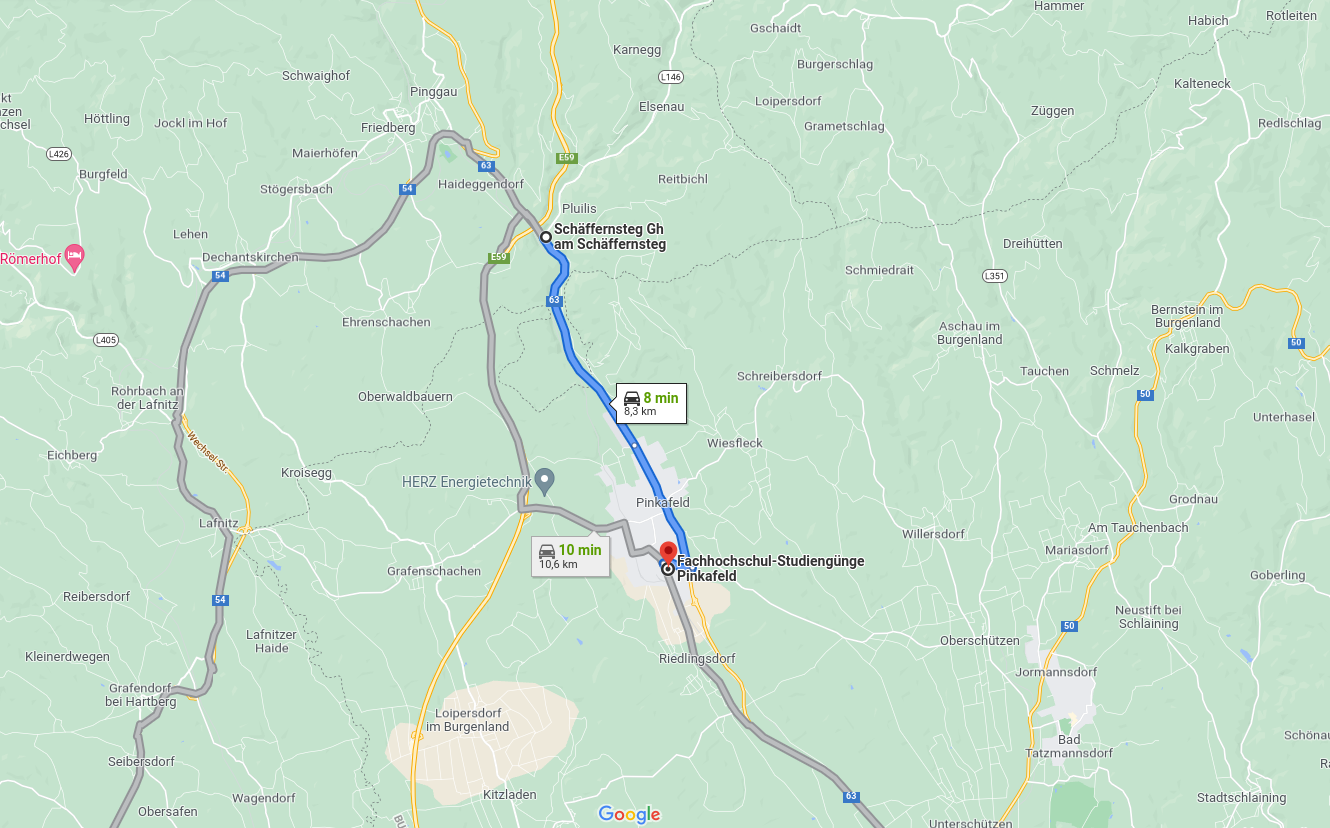 Hammer
Habich
Rotleiten
Gschaidt
Karnegg
Burgerschlag
Schwaighof
L146
Kalteneck
Pinggau
Loipersdorf
Elsenau
Züggen
kt
nzen
chsel
Höttling
Jockl im Hof
Friedberg
Grametschlag
Redlschlag
L426
Maierhöfen
E59
63
Burgfeld
Stögersbach
54
Haideggendorf
Reitbichl
Pluilis
Lehen
Schäffernsteg Gh
am Schäffernsteg
Dreihütten
Römerhof
Dechantskirchen
E59
54
Schmiedrait
L351
63
Bernstein im
Burgenland
Ehrenschachen
Aschau im
Burgenland
L405
50
Kalkgraben
Tauchen
Schmelz
Schreibersdorf
Rohrbach an
der Lafnitz
Oberwaldbauern
8 min
8,3 km
50
Unterhasel
Wechsel Str.
Wiesfleck
Eichberg
Kroisegg
HERZ Energietechnik
Pinkafeld
Grodnau
Lafnitz
Willersdorf
Am Tauchenbach
10 min
10,6 km
Mariasdorf
Grafenschachen
Fachhochschul-Studiengünge
Pinkafeld
Goberling
Reibersdorf
54
Neustift bei
Schlaining
Lafnitzer
Haide
50
Oberschützen
Kleinerdwegen
Riedlingsdorf
Jormannsdorf
Grafendorf
bei Hartberg
Loipersdorf
im Burgenland
Bad
Tatzmannsdorf
Schönau
Seibersdorf
Ra
Wagendorf
Kitzladen
63
Stadtschlaining
Obersafen
BU
Google
Unterschützen